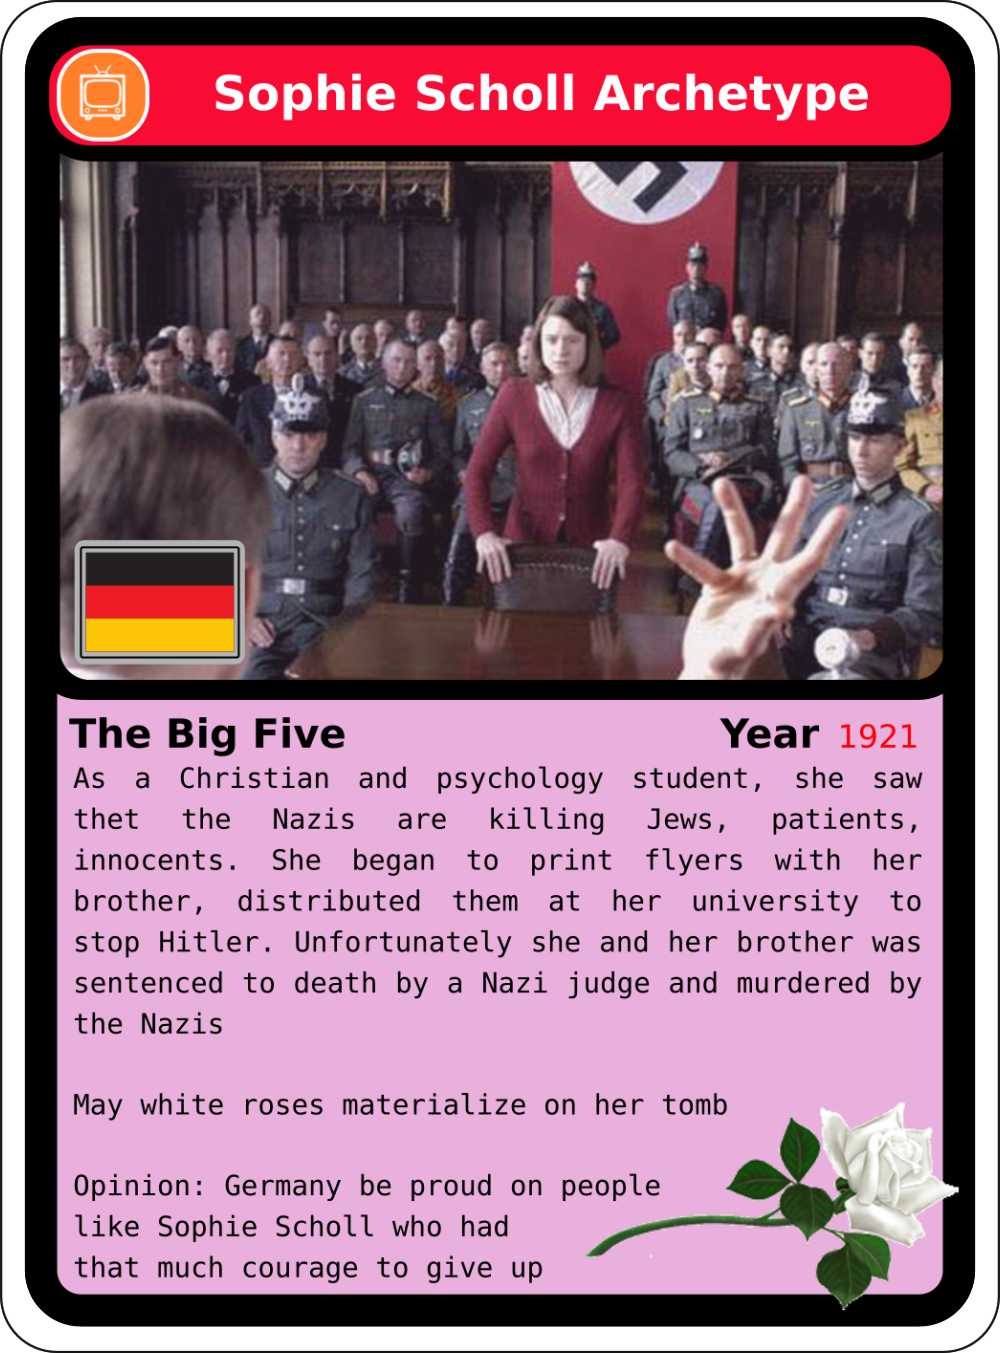 Sophie Scholl Archetype
The Big Five
Year 1921
As a Christian and psychology student, she saw
thet the Nazis are killing Jews, patients,
innocents. She began to print flyers with her
brother, distributed them at her university to
stop Hitler. Unfortunately she and her brother was
sentenced to death by a Nazi judge and murdered by
the Nazis
May white roses materialize on her tomb
Opinion: Germany be proud on people
like Sophie Scholl who had
that much courage to give up